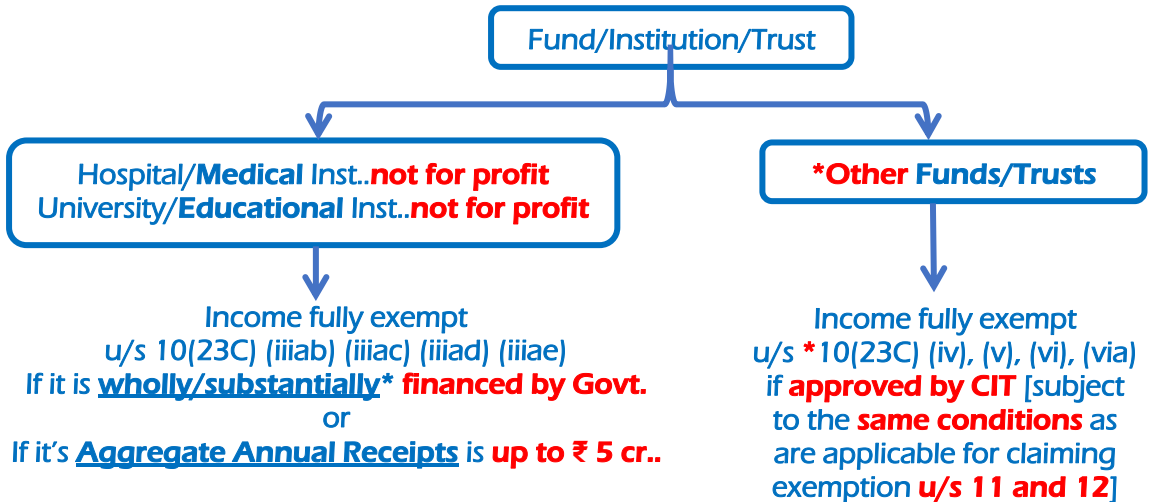 Fund/Institution/Trust
Hospital/Medical Inst..not for profit
University/Educational Inst..not for profit
*Other Funds/Trusts
Income fully exempt
u/s 10(23C) (iiiab) (iiiac) (iiiad) (iiiae)
If it is wholly/substantially* financed by Govt.
or
If it's Aggregate Annual Receipts is up to ₹ 5 cr..
Income fully exempt
u/s *10(23C) (iv), (v), (vi), (via)
if approved by CIT [subject
to the same conditions as
are applicable for claiming
exemption u/s 11 and 12]